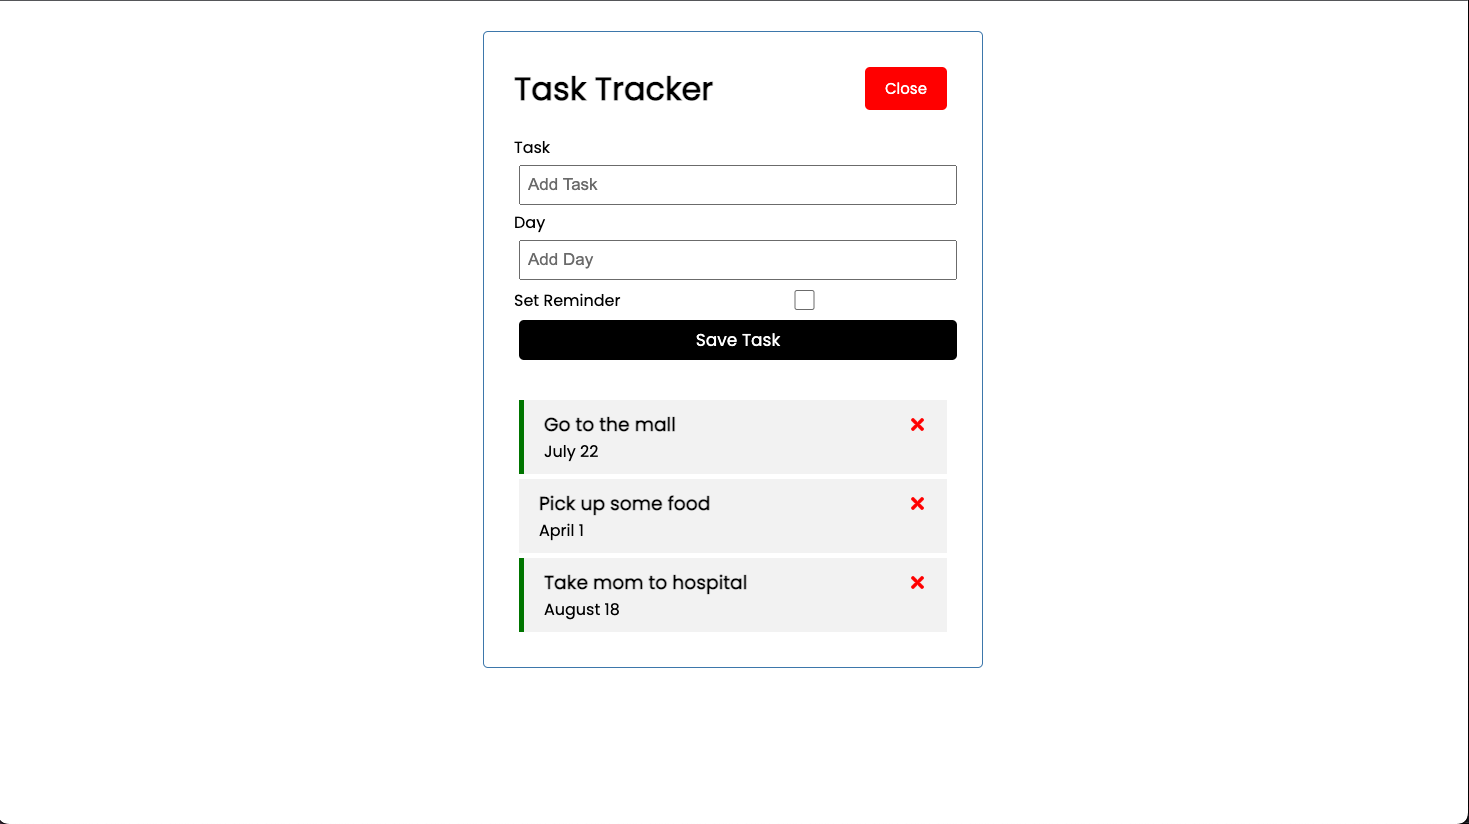 Task Tracker
Close
Task
Add Task
Day
Add Day
Set Reminder
Save Task
Go to the mall
July 22
Pick up some food
April 1
Take mom to hospital
August 18